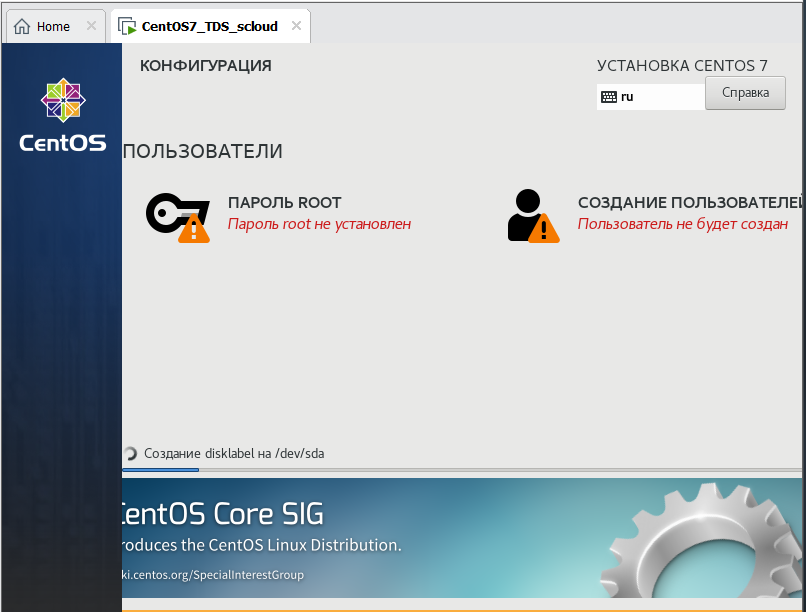 Home
CentOS7_TDS_scloud
КОНФИГУРАЦИЯ
УСТАНОВКА CENTOS 7
ru
Справка
CentOS
ПОЛЬЗОВАТЕЛИ
ПАРОЛЬ ROOT
Пароль root не установлен
СОЗДАНИЕ ПОЛЬЗОВАТЕЛЕЙ
Пользователь не будет создан
Создание disklabel на /dev/sda
CentOS Core SIG
roduces the CentOS Linux Distribution.
ki.centos.org/SpecialInterestGroup